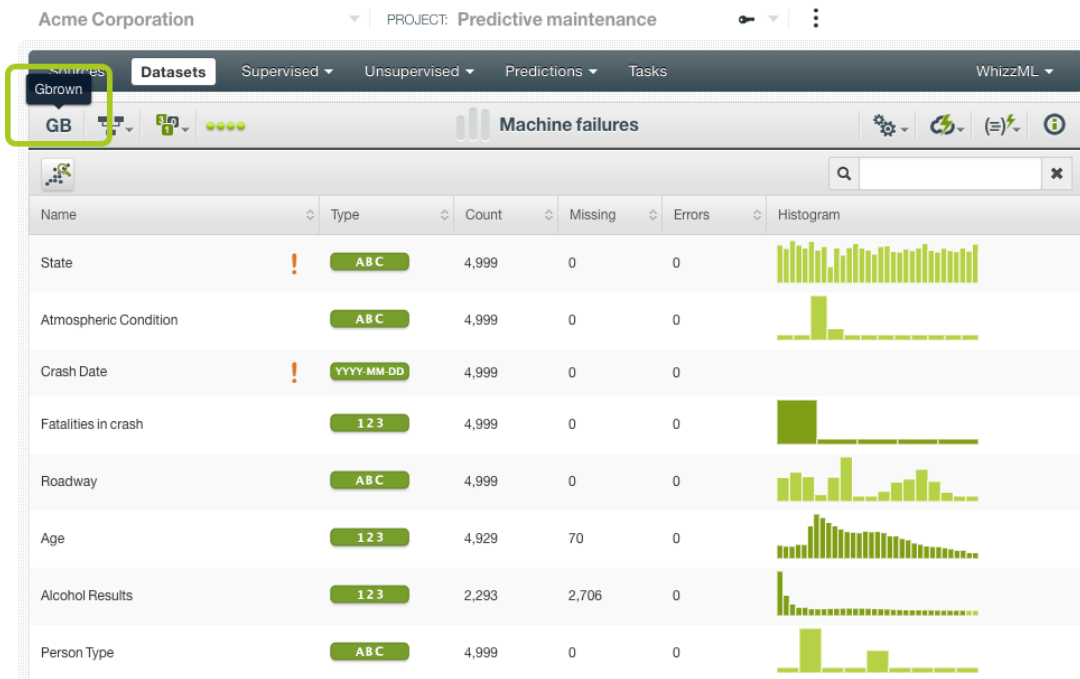 Acme Corporation PROJECT: Predictive maintenance
Sources Datasets Supervised Unsupervised Predictions Tasks WhizzML
Gbrown
GB Machine failures
Name Type Count Missing Errors Histogram
State ! ABC 4,999 0 0
Atmospheric Condition ABC 4,999 0 0
Crash Date ! YYYY-MM-DD 4,999 0 0
Fatalities in crash 123 4,999 0 0
Roadway ABC 4,999 0 0
Age 123 4,929 70 0
Alcohol Results 123 2,293 2,706 0
Person Type ABC 4,999 0 0